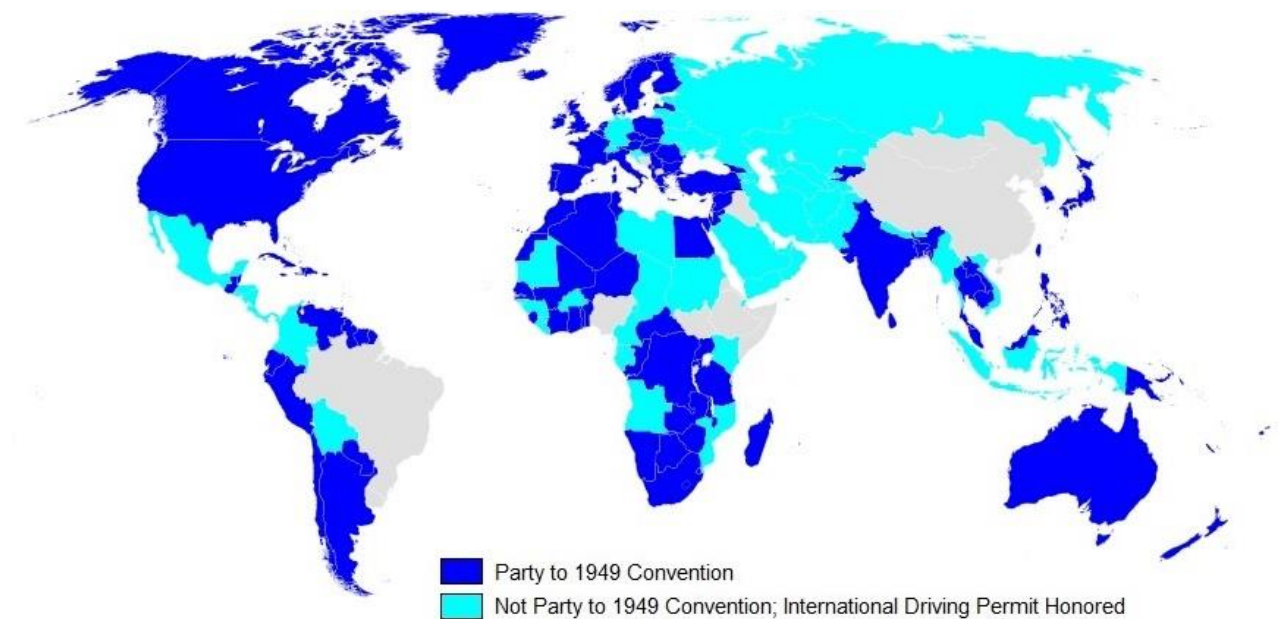 Party to 1949 Convention
Not Party to 1949 Convention; International Driving Permit Honored